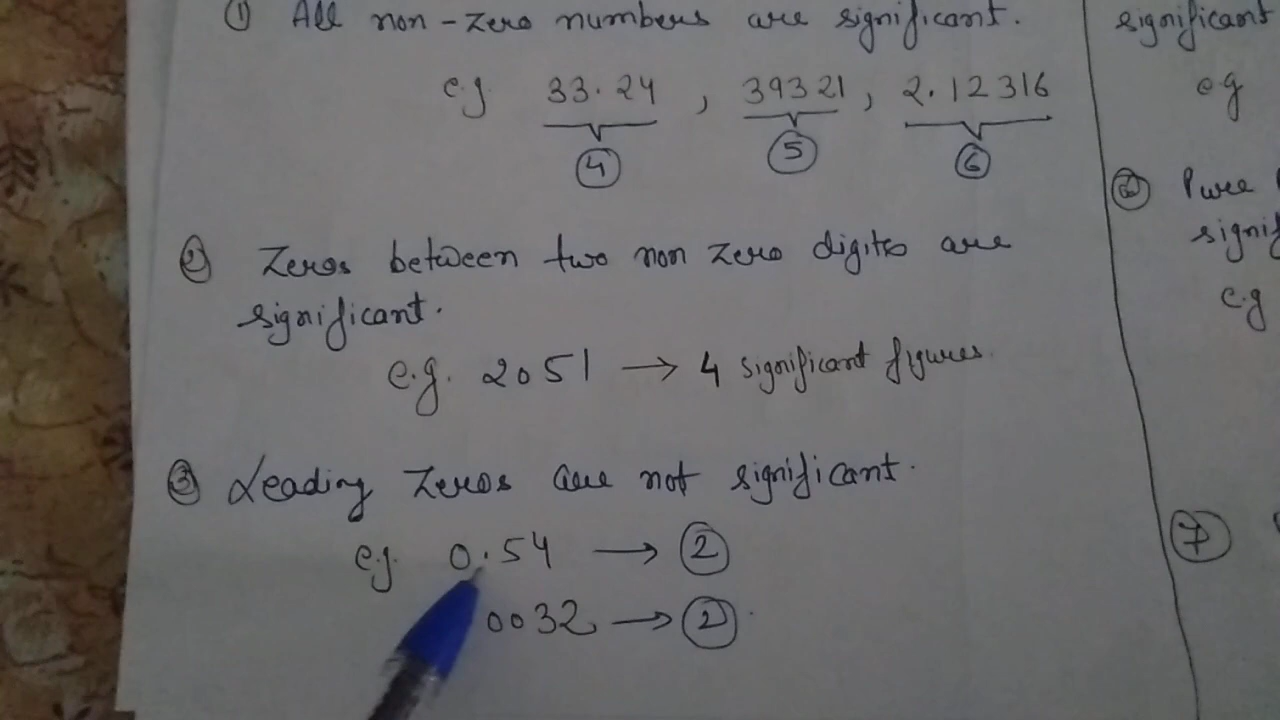 ① All non-zero numbers are significant.
e.g 33.24, 39321, 2.12316
④ ⑤ ⑥
② Zeros between two non zero digits are
significant.
e.g. 2051 → 4 significant figures.
③ Leading Zeros are not significant.
e.g. 0.54 → ②
0032 → ②.
significant
eg
Pure
e.g
⑦